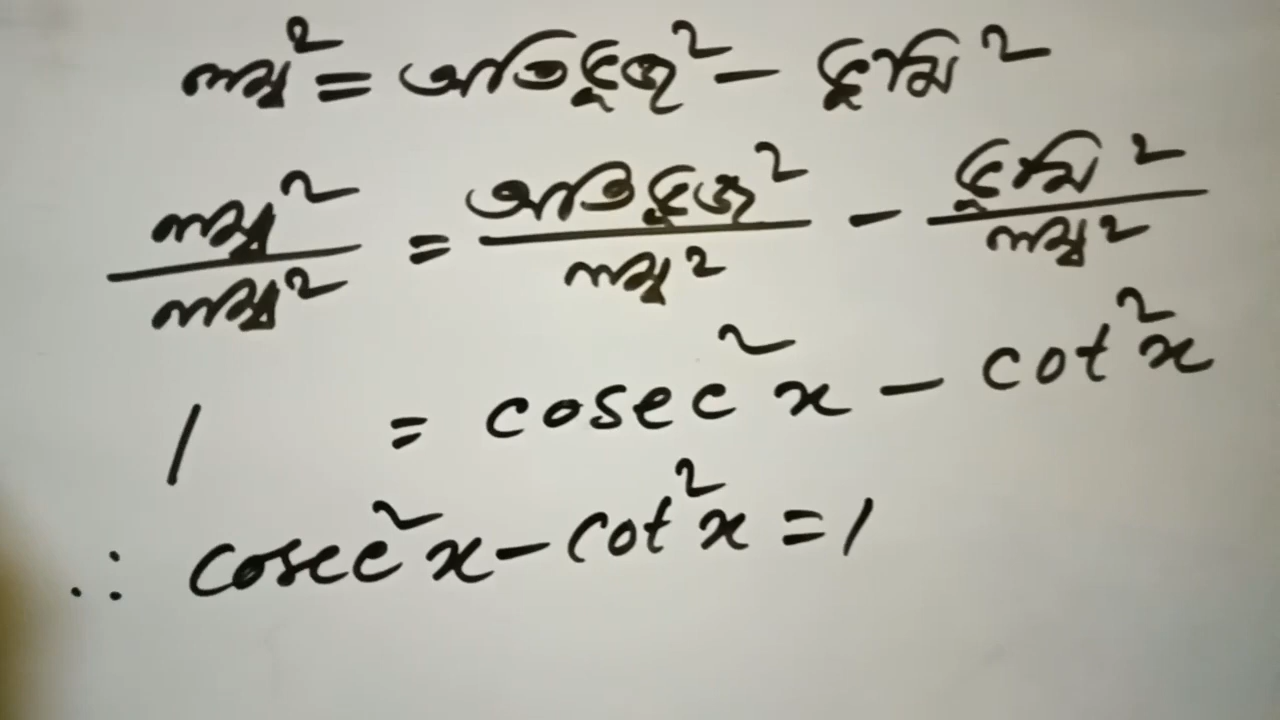 লম্ব² = অতিভূজ² − ভূমি²
লম্ব²/লম্ব² = অতিভূজ²/লম্ব² − ভূমি²/লম্ব²
1 = cosec²x − cot²x
∴ cosec²x − cot²x = 1